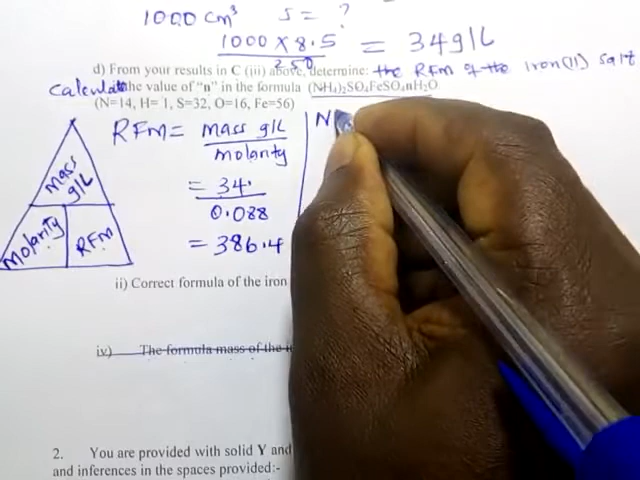 1000 cm³ s = ?
1000 x 8.5 = 34g/L
250
d) From your results in C (iii) above, determine: the RFM of the iron(II) salt
Calculate the value of "n" in the formula (NH₄)₂SO₄FeSO₄nH₂O
(N=14, H= 1, S=32, O=16, Fe=56)
RFM = mass g/L
molarity
= 34.
0.088
= 386.4
mass g/L
molarity RFM
N
ii) Correct formula of the iron
iv) The formula mass of the
2. You are provided with solid Y and
and inferences in the spaces provided:-